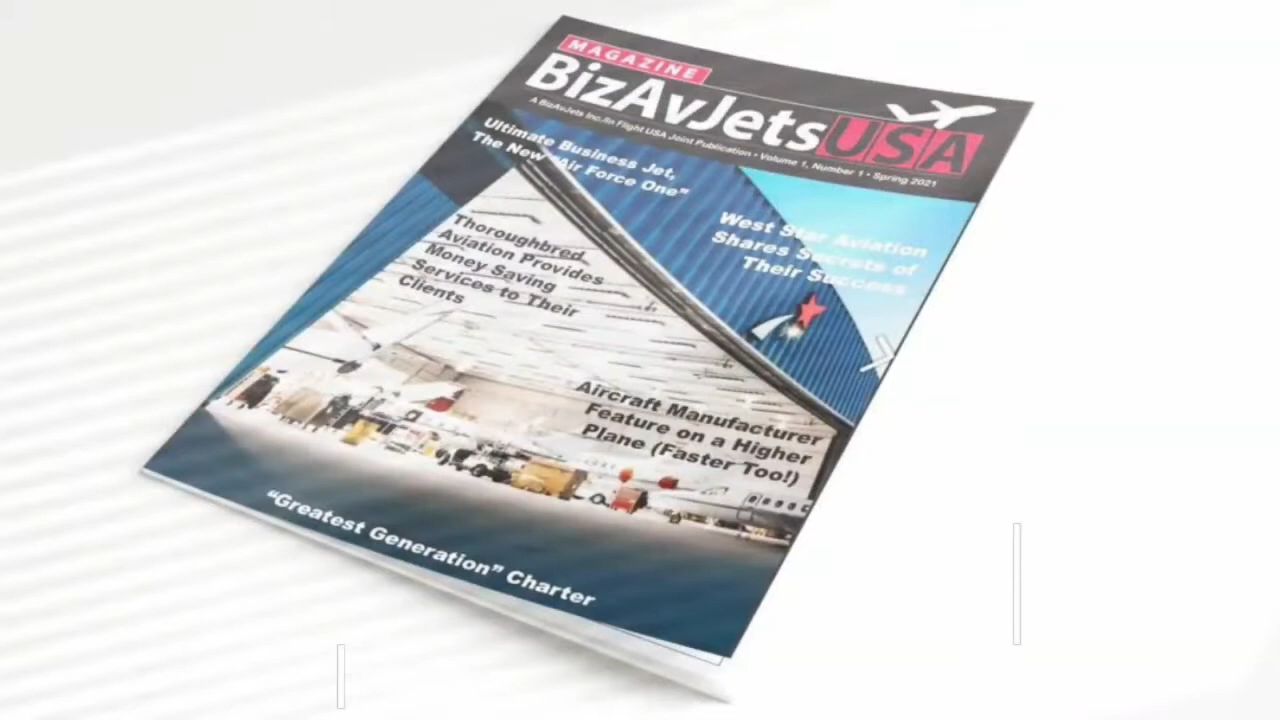 MAGAZINE
BizAvJetsUSA
A BizAvJets Inc./In Flight USA Joint Publication • Volume 1, Number 1 • Spring 2021
Ultimate Business Jet,
The New "Air Force One"
West Star Aviation
Shares Secrets of
Their Success
Thoroughbred
Aviation Provides
Money Saving
Services to Their
Clients
Aircraft Manufacturer
Feature on a Higher
Plane (Faster Too!)
"Greatest Generation" Charter